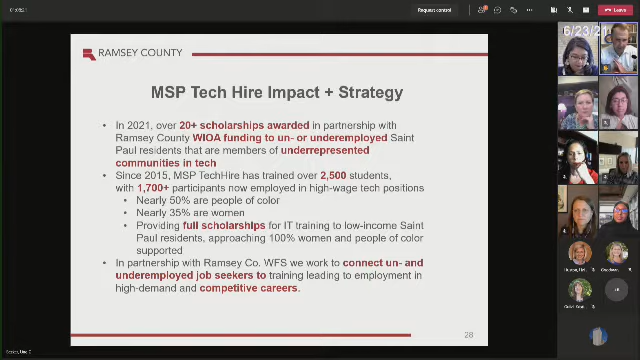 Request control
Leave
6/23/21
RAMSEY COUNTY
MSP Tech Hire Impact + Strategy
• In 2021, over 20+ scholarships awarded in partnership with
Ramsey County WIOA funding to un- or underemployed Saint
Paul residents that are members of underrepresented
communities in tech
• Since 2015, MSP TechHire has trained over 2,500 students,
with 1,700+ participants now employed in high-wage tech positions
• Nearly 50% are people of color
• Nearly 35% are women
• Providing full scholarships for IT training to low-income Saint
Paul residents, approaching 100% women and people of color
supported
• In partnership with Ramsey Co. WFS we work to connect un- and
underemployed job seekers to training leading to employment in
high-demand and competitive careers.
28